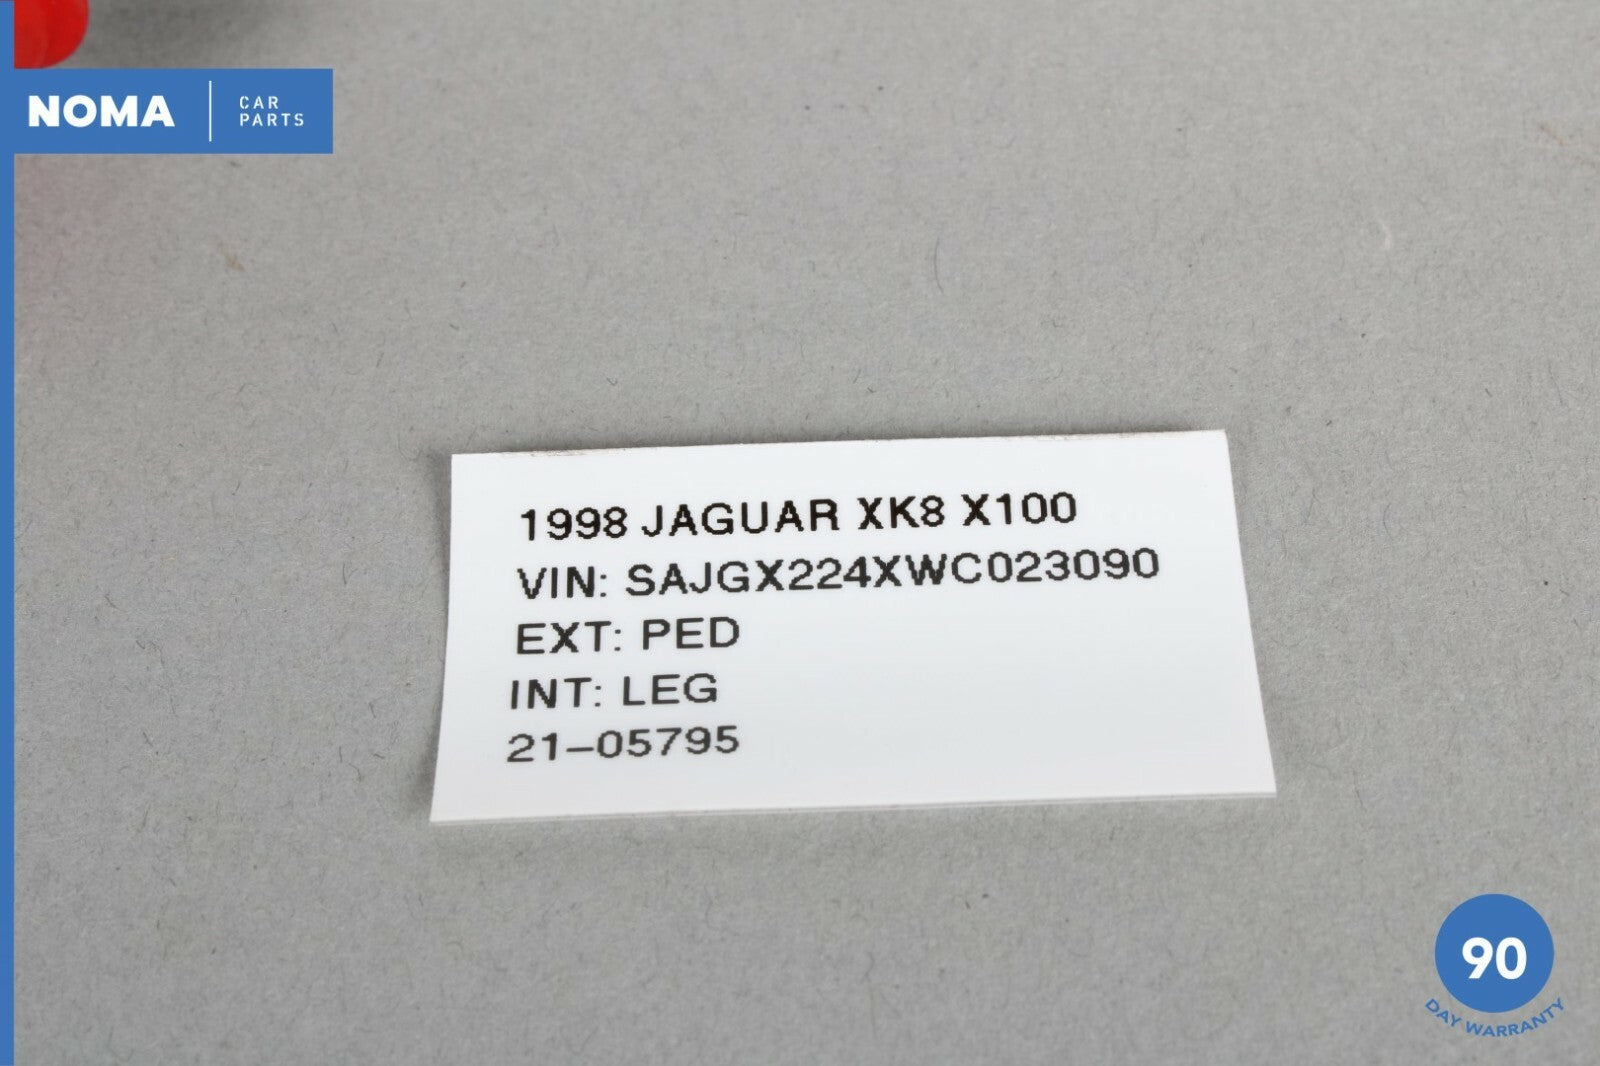 NOMA
CAR
PARTS
1998 JAGUAR XK8 X100
VIN: SAJGX224XWC023090
EXT: PED
INT: LEG
21-05795
90
DAY WARRANTY